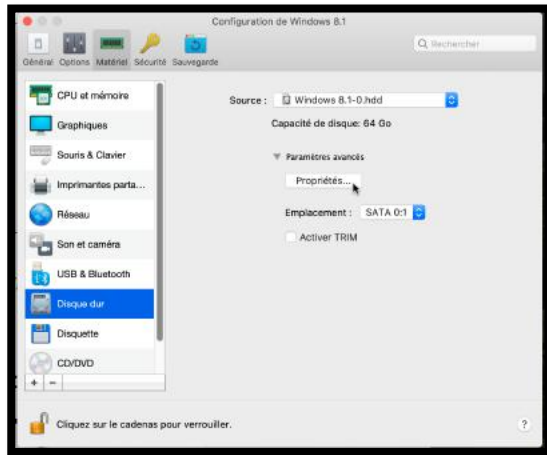 Configuration de Windows 8.1
Général Options Matériel Sécurité Sauvegarde
Rechercher
CPU et mémoire
Graphiques
Souris & Clavier
Imprimantes parta...
Réseau
Son et caméra
USB & Bluetooth
Disque dur
Disquette
CD/DVD
+ −
Source : Windows 8.1-0.hdd
Capacité de disque: 64 Go
Paramètres avancés
Propriétés...
Emplacement : SATA 0:1
Activer TRIM
Cliquez sur le cadenas pour verrouiller.
?